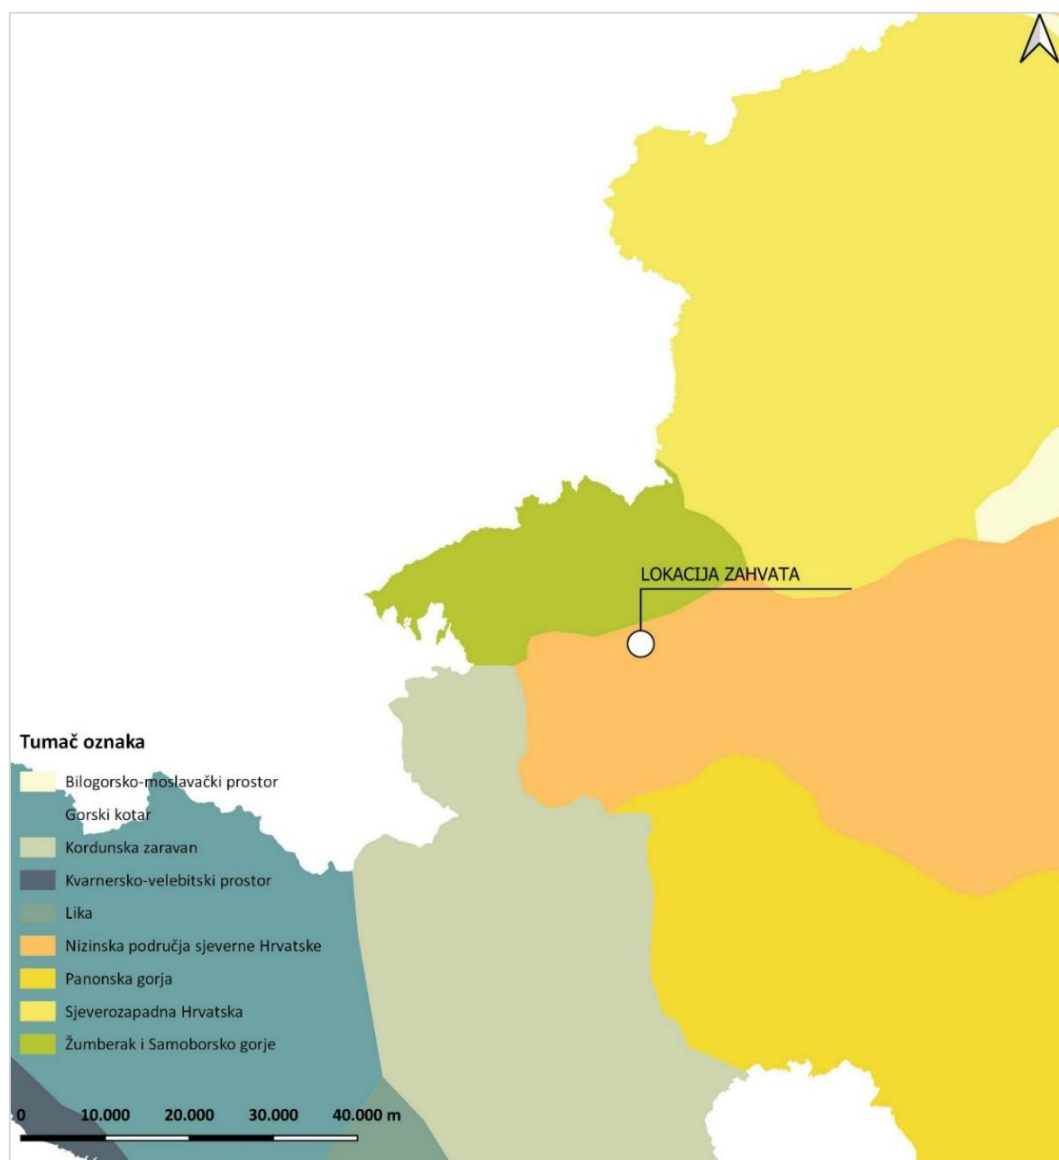 LOKACIJA ZAHVATA
Tumač oznaka
Bilogorsko-moslavački prostor
Gorski kotar
Kordunska zaravan
Kvarnersko-velebitski prostor
Lika
Nizinska područja sjeverne Hrvatske
Panonska gorja
Sjeverozapadna Hrvatska
Žumberak i Samoborsko gorje
0 10.000 20.000 30.000 40.000 m